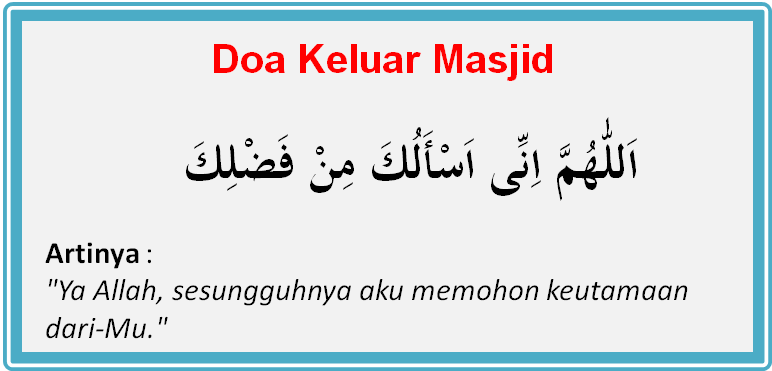 Doa Keluar Masjid
اَللّٰهُمَّ اِنِّى اَسْأَلُكَ مِنْ فَضْلِكَ
Artinya :
"Ya Allah, sesungguhnya aku memohon keutamaan
dari-Mu."